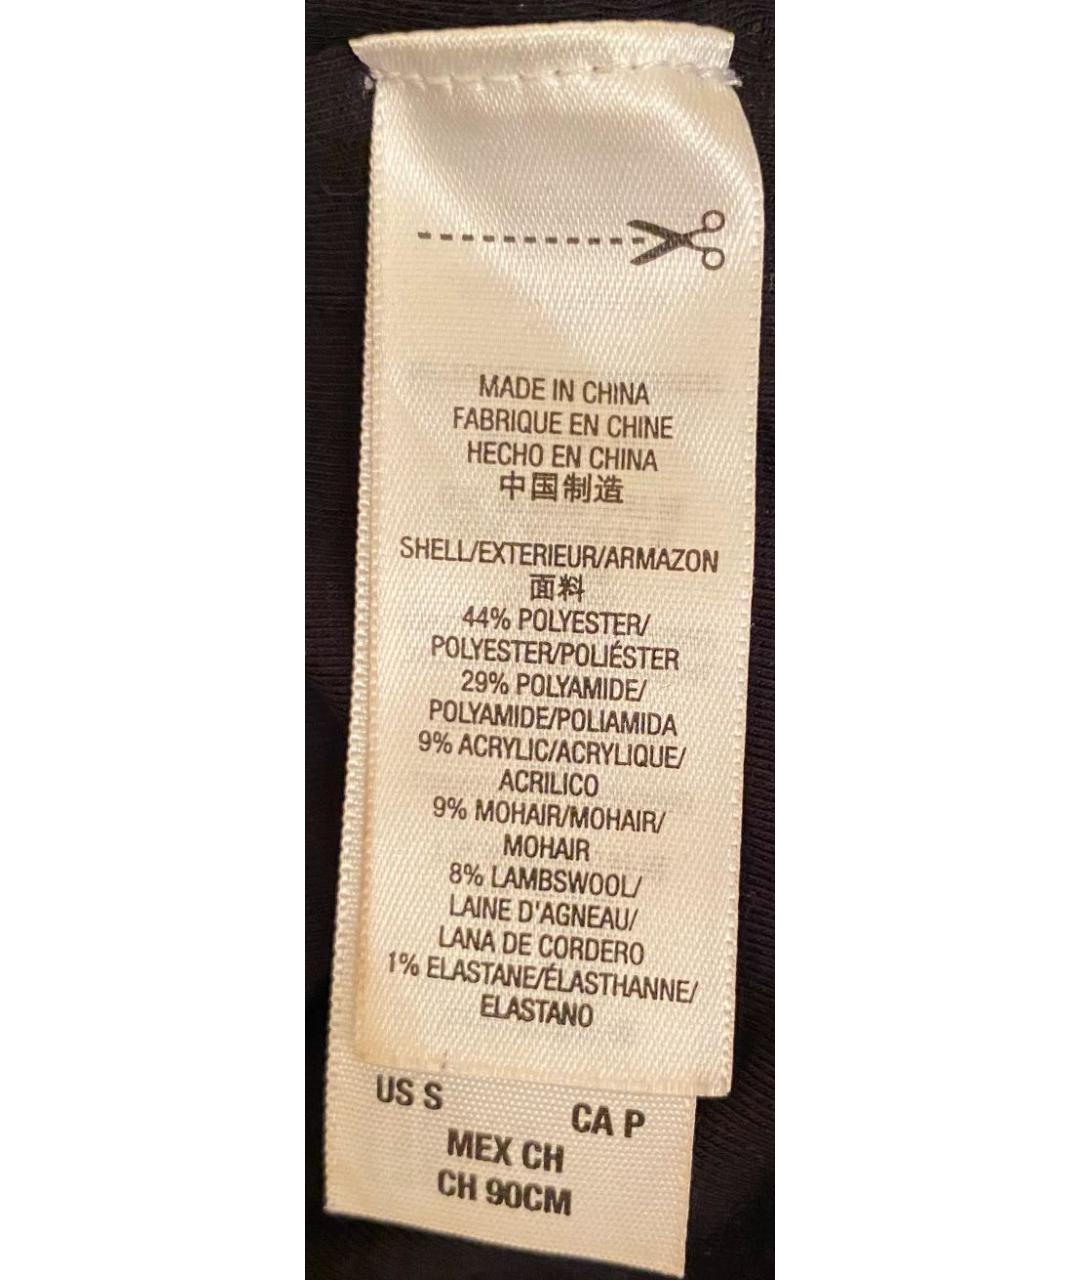 MADE IN CHINA
FABRIQUE EN CHINE
HECHO EN CHINA
中国制造
SHELL/EXTERIEUR/ARMAZON
面料
44% POLYESTER/
POLYESTER/POLIÉSTER
29% POLYAMIDE/
POLYAMIDE/POLIAMIDA
9% ACRYLIC/ACRYLIQUE/
ACRILICO
9% MOHAIR/MOHAIR/
MOHAIR
8% LAMBSWOOL/
LAINE D'AGNEAU/
LANA DE CORDERO
1% ELASTANE/ÉLASTHANNE/
ELASTANO
US S
CA P
MEX CH
CH 90CM